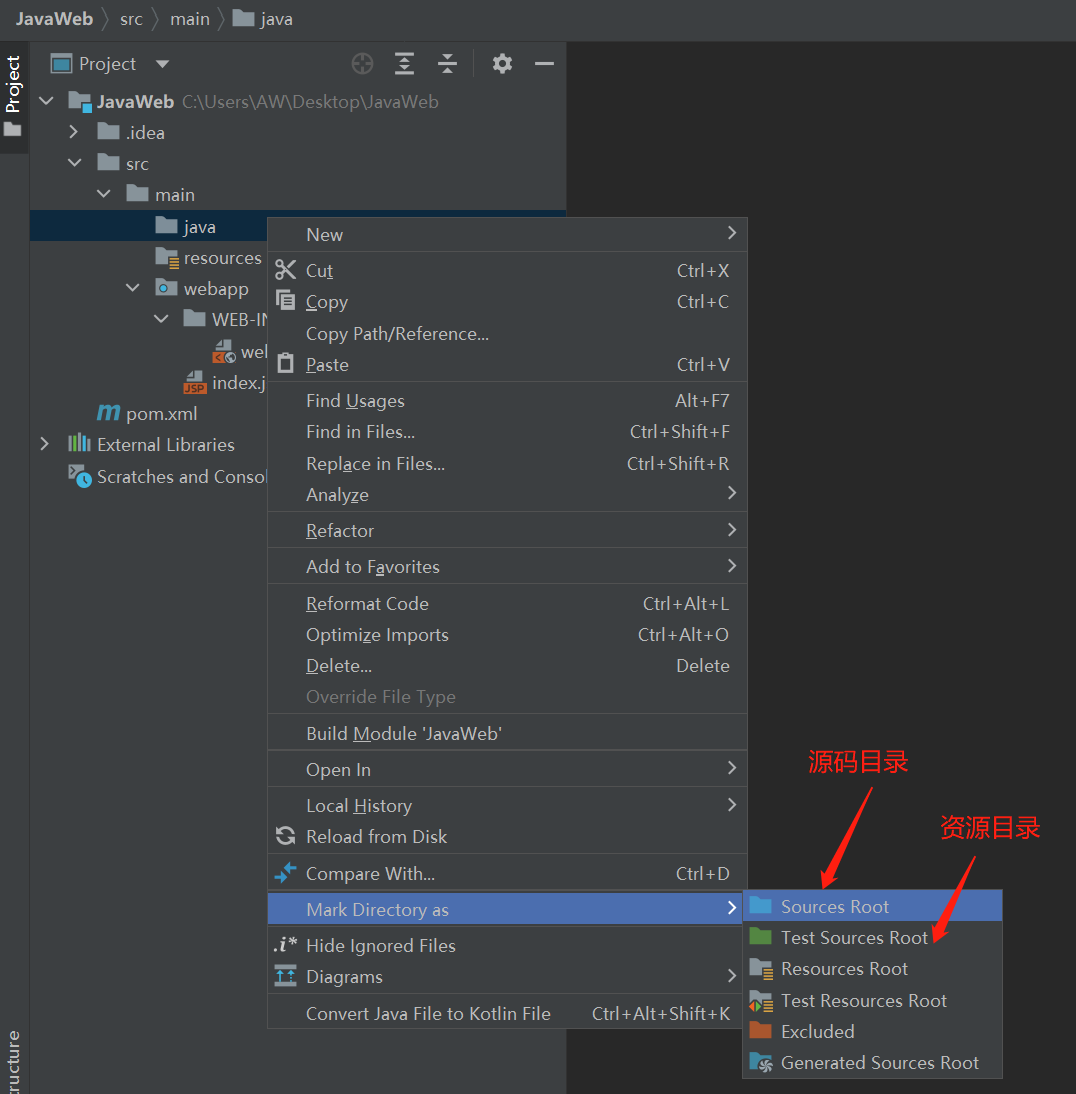 JavaWeb src main java
Project
Project
JavaWeb C:\Users\AW\Desktop\JavaWeb
.idea
src
main
java
resources
webapp
WEB-IN
wel
index.j
pom.xml
External Libraries
Scratches and Consol
New
Cut Ctrl+X
Copy Ctrl+C
Copy Path/Reference...
Paste Ctrl+V
Find Usages Alt+F7
Find in Files... Ctrl+Shift+F
Replace in Files... Ctrl+Shift+R
Analyze
Refactor
Add to Favorites
Reformat Code Ctrl+Alt+L
Optimize Imports Ctrl+Alt+O
Delete... Delete
Override File Type
Build Module 'JavaWeb'
Open In
Local History
Reload from Disk
Compare With... Ctrl+D
Mark Directory as
Hide Ignored Files
Diagrams
Convert Java File to Kotlin File Ctrl+Alt+Shift+K
源码目录
资源目录
Sources Root
Test Sources Root
Resources Root
Test Resources Root
Excluded
Generated Sources Root
ructure